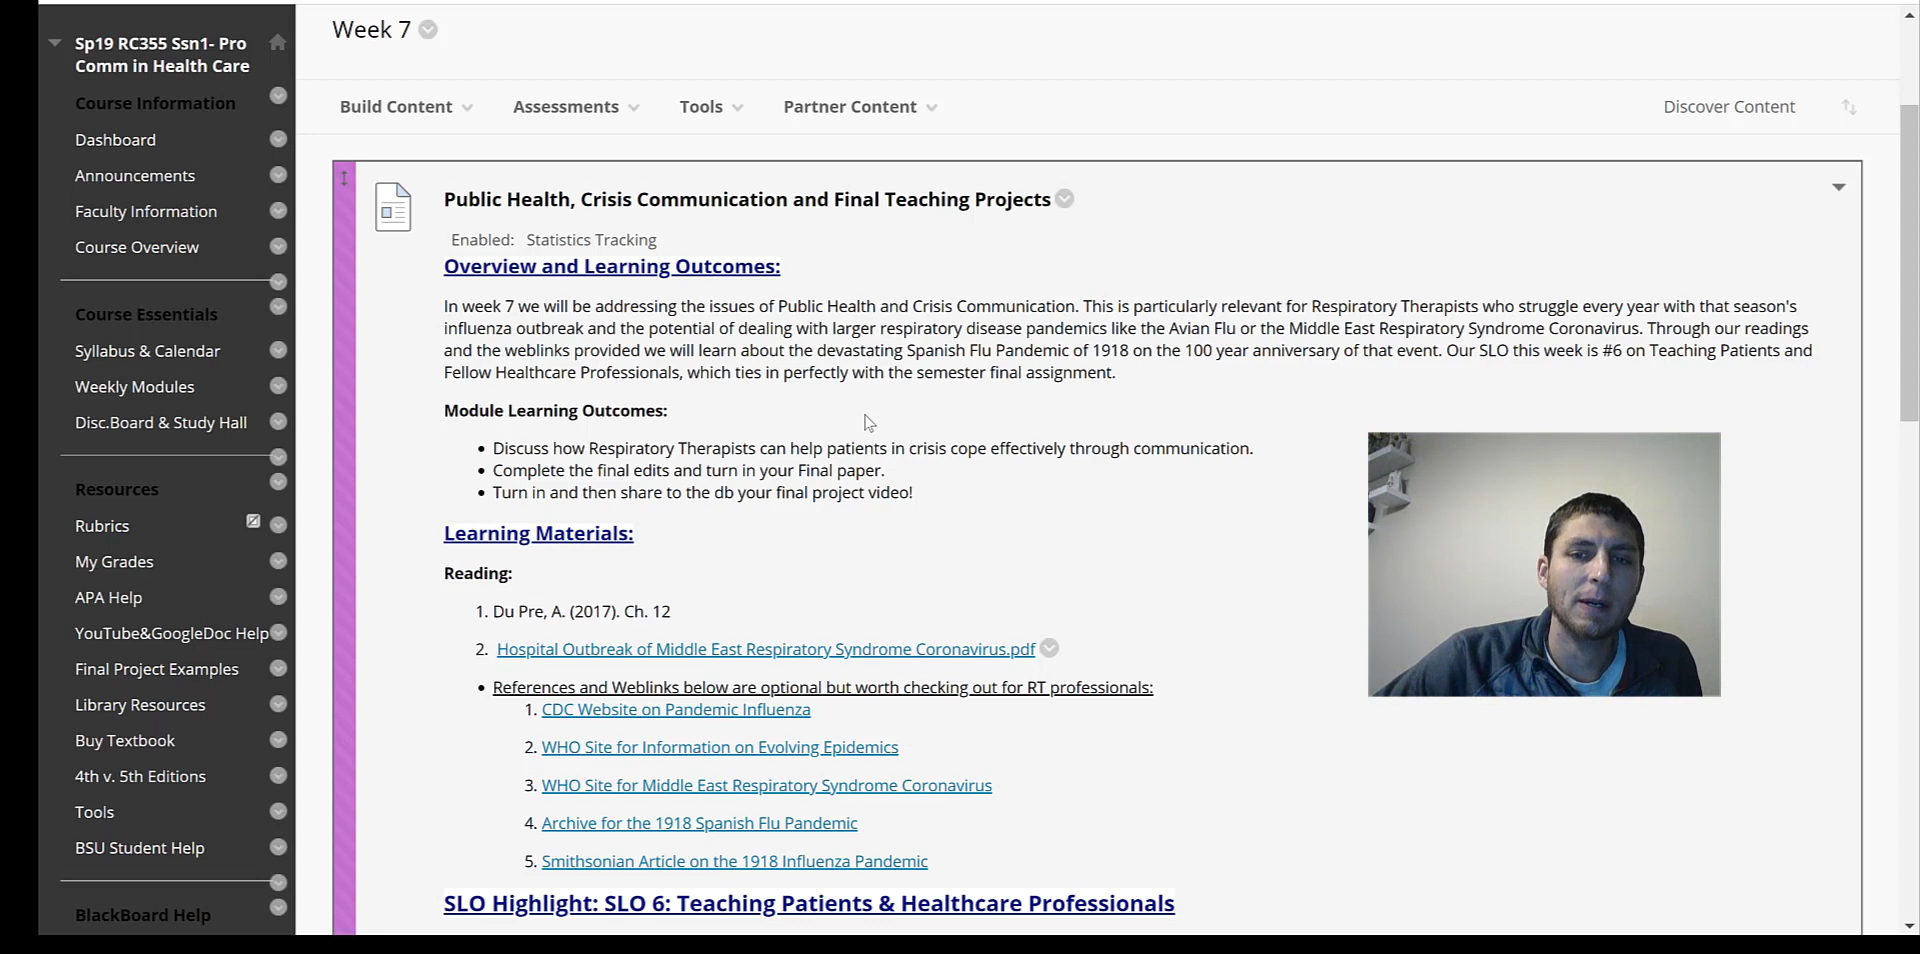 Sp19 RC355 Ssn1- Pro
Comm in Health Care
Course Information
Dashboard
Announcements
Faculty Information
Course Overview
Course Essentials
Syllabus & Calendar
Weekly Modules
Disc.Board & Study Hall
Resources
Rubrics
My Grades
APA Help
YouTube&GoogleDoc Help
Final Project Examples
Library Resources
Buy Textbook
4th v. 5th Editions
Tools
BSU Student Help
BlackBoard Help
Week 7
Build Content Assessments Tools Partner Content Discover Content
Public Health, Crisis Communication and Final Teaching Projects
Enabled: Statistics Tracking
Overview and Learning Outcomes:
In week 7 we will be addressing the issues of Public Health and Crisis Communication. This is particularly relevant for Respiratory Therapists who struggle every year with that season's
influenza outbreak and the potential of dealing with larger respiratory disease pandemics like the Avian Flu or the Middle East Respiratory Syndrome Coronavirus. Through our readings
and the weblinks provided we will learn about the devastating Spanish Flu Pandemic of 1918 on the 100 year anniversary of that event. Our SLO this week is #6 on Teaching Patients and
Fellow Healthcare Professionals, which ties in perfectly with the semester final assignment.
Module Learning Outcomes:
• Discuss how Respiratory Therapists can help patients in crisis cope effectively through communication.
• Complete the final edits and turn in your Final paper.
• Turn in and then share to the db your final project video!
Learning Materials:
Reading:
1. Du Pre, A. (2017). Ch. 12
2. Hospital Outbreak of Middle East Respiratory Syndrome Coronavirus.pdf
• References and Weblinks below are optional but worth checking out for RT professionals:
1. CDC Website on Pandemic Influenza
2. WHO Site for Information on Evolving Epidemics
3. WHO Site for Middle East Respiratory Syndrome Coronavirus
4. Archive for the 1918 Spanish Flu Pandemic
5. Smithsonian Article on the 1918 Influenza Pandemic
SLO Highlight: SLO 6: Teaching Patients & Healthcare Professionals